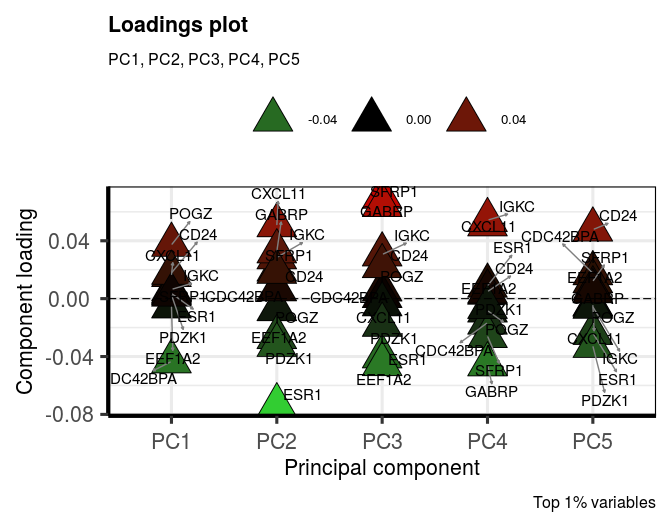 Loadings plot
PC1, PC2, PC3, PC4, PC5
-0.04 0.00 0.04
Component loading
0.04
0.00
-0.04
-0.08
POGZ
CD24
CXCL11
IGKC
SFRP1
ESR1
PDZK1
EEF1A2
DC42BPA
CXCL11
GABRP
IGKC
SFRP1
CD24
CDC42BPA
POGZ
EEF1A2
PDZK1
ESR1
SFRP1
GABRP
IGKC
CD24
POGZ
CDC42BPA
CXCL11
PDZK1
ESR1
EEF1A2
IGKC
CXCL11
ESR1
CD24
EEF1A2
PDZK1
POGZ
CDC42BPA
SFRP1
GABRP
CD24
CDC42BPA
SFRP1
EEF1A2
GABRP
POGZ
CXCL11
IGKC
ESR1
PDZK1
PC1 PC2 PC3 PC4 PC5
Principal component
Top 1% variables